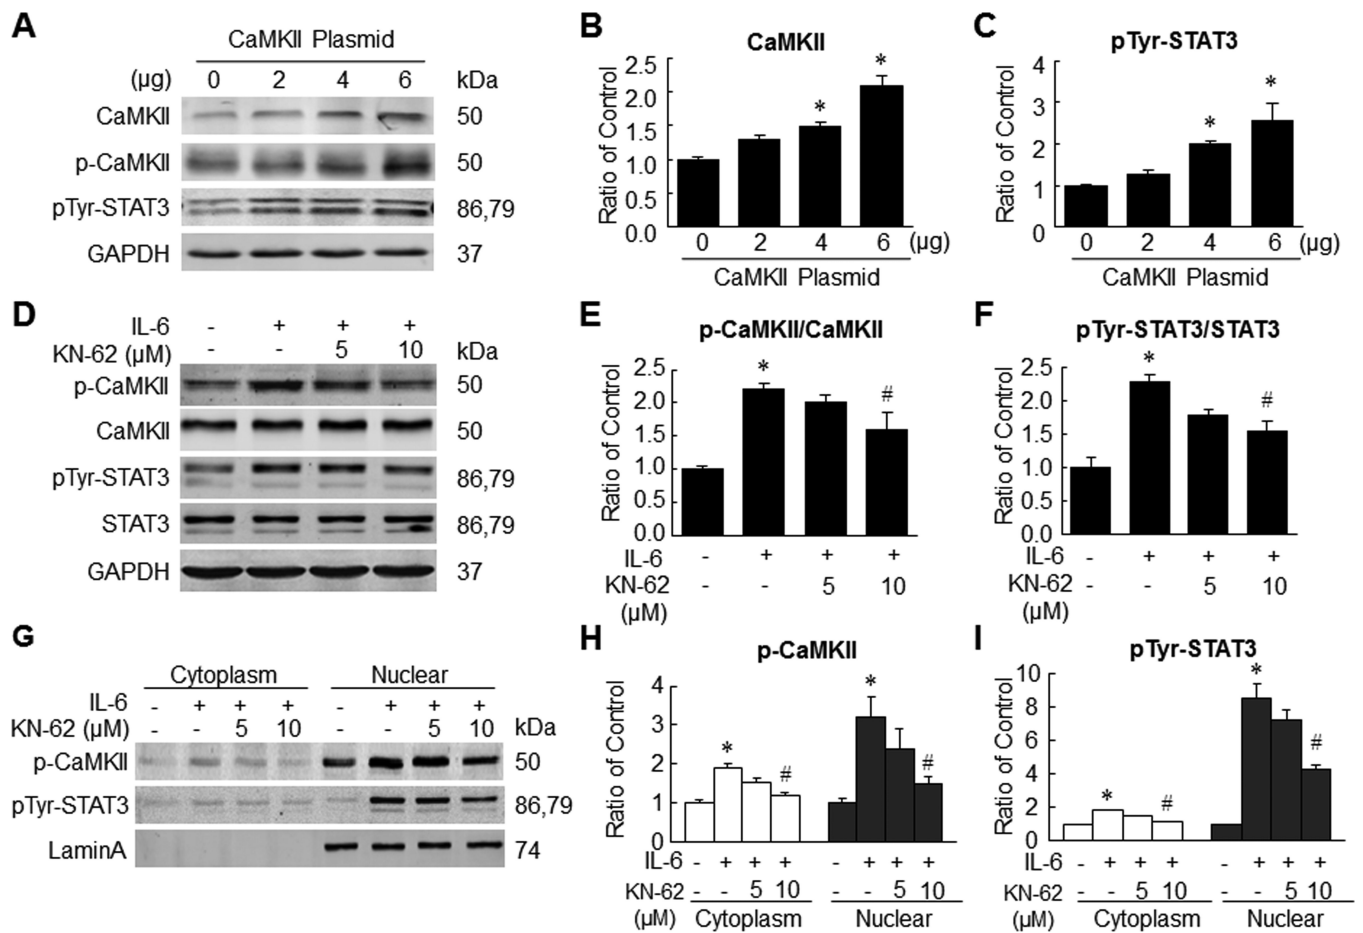 A
CaMKII Plasmid
(µg) 0 2 4 6 kDa
CaMKII 50
p-CaMKII 50
pTyr-STAT3 86,79
GAPDH 37
B
CaMKII
Ratio of Control
2.5
2.0
1.5
1.0
0.5
0.0
* *
0 2 4 6 (µg)
CaMKII Plasmid
C
pTyr-STAT3
Ratio of Control
4
3
2
1
0
* *
0 2 4 6 (µg)
CaMKII Plasmid
D
IL-6 - + + +
KN-62 (µM) - - 5 10 kDa
p-CaMKII 50
CaMKII 50
pTyr-STAT3 86,79
STAT3 86,79
GAPDH 37
E
p-CaMKII/CaMKII
Ratio of Control
2.5
2.0
1.5
1.0
0.5
0.0
* #
IL-6 - + + +
KN-62 - - 5 10
(µM)
F
pTyr-STAT3/STAT3
Ratio of Control
2.5
2.0
1.5
1.0
0.5
0.0
* #
IL-6 - + + +
KN-62 - - 5 10
(µM)
G
Cytoplasm Nuclear
IL-6 - + + + - + + +
KN-62 (µM) - - 5 10 - - 5 10 kDa
p-CaMKII 50
pTyr-STAT3 86,79
LaminA 74
H
p-CaMKII
Ratio of Control
4
3
2
1
0
* # * #
IL-6 - + + + - + + +
KN-62 - - 5 10 - - 5 10
(µM) Cytoplasm Nuclear
I
pTyr-STAT3
Ratio of Control
10
8
6
4
2
0
* # * #
IL-6 - + + + - + + +
KN-62 - - 5 10 - - 5 10
(µM) Cytoplasm Nuclear